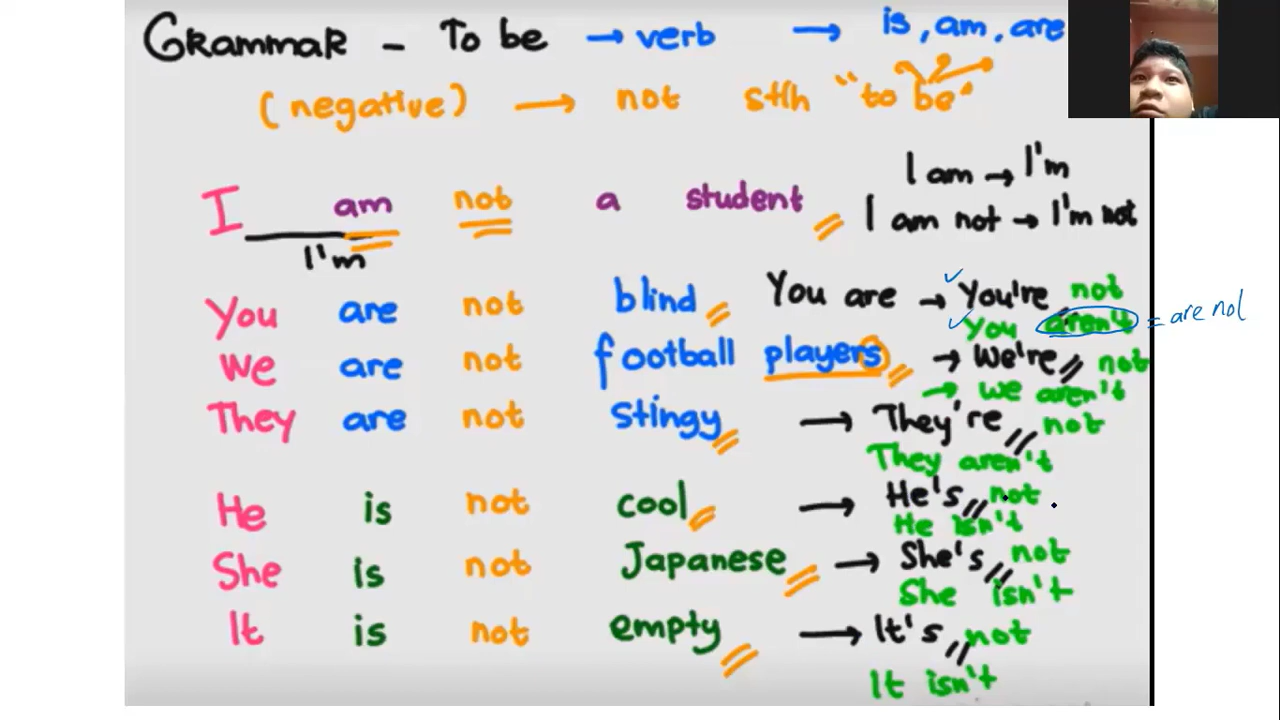 Grammar - To be → verb → is, am, are
(negative) → not stlh "to be"
I am → I'm
I am not a student
I am not → I'm not
I'm
You are not blind You are → You're not
You aren't = are not
We are not football players → We're not
→ we aren't
They are not stingy → They're not
They aren't
He is not cool → He's not
He isn't
She is not Japanese → She's not
She isn't
It is not empty → It's not
It isn't